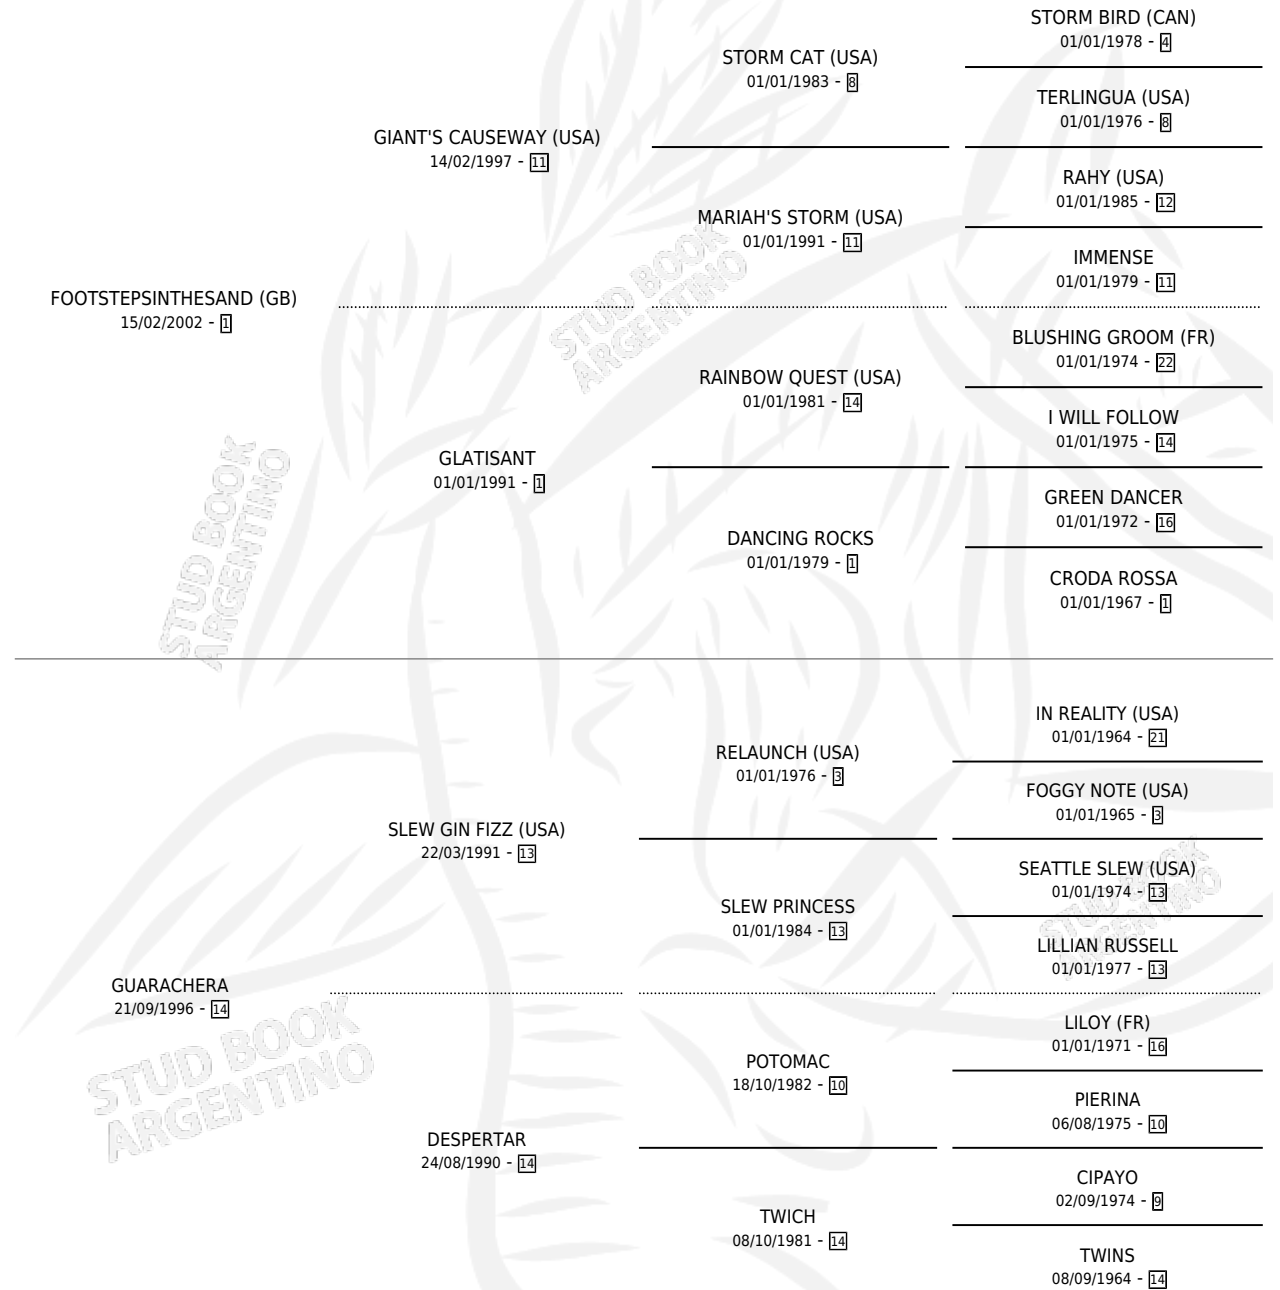 STORM BIRD (CAN)
01/01/1978 - 4
STORM CAT (USA)
01/01/1983 - 8
TERLINGUA (USA)
01/01/1976 - 8
GIANT'S CAUSEWAY (USA)
14/02/1997 - 11
RAHY (USA)
01/01/1985 - 12
MARIAH'S STORM (USA)
01/01/1991 - 11
IMMENSE
01/01/1979 - 11
FOOTSTEPSINTHESAND (GB)
15/02/2002 - 1
BLUSHING GROOM (FR)
01/01/1974 - 22
RAINBOW QUEST (USA)
01/01/1981 - 14
I WILL FOLLOW
01/01/1975 - 14
GLATISANT
01/01/1991 - 1
GREEN DANCER
01/01/1972 - 16
DANCING ROCKS
01/01/1979 - 1
CRODA ROSSA
01/01/1967 - 1
IN REALITY (USA)
01/01/1964 - 21
RELAUNCH (USA)
01/01/1976 - 3
FOGGY NOTE (USA)
01/01/1965 - 3
SLEW GIN FIZZ (USA)
22/03/1991 - 13
SEATTLE SLEW (USA)
01/01/1974 - 13
SLEW PRINCESS
01/01/1984 - 13
LILLIAN RUSSELL
01/01/1977 - 13
GUARACHERA
21/09/1996 - 14
LILOY (FR)
01/01/1971 - 16
POTOMAC
18/10/1982 - 10
PIERINA
06/08/1975 - 10
DESPERTAR
24/08/1990 - 14
CIPAYO
02/09/1974 - 9
TWICH
08/10/1981 - 14
TWINS
08/09/1964 - 14
STUD BOOK
ARGENTINO
STUD BOOK
ARGENTINO
STUD BOOK
ARGENTINO
STUD BOOK
ARGENTINO